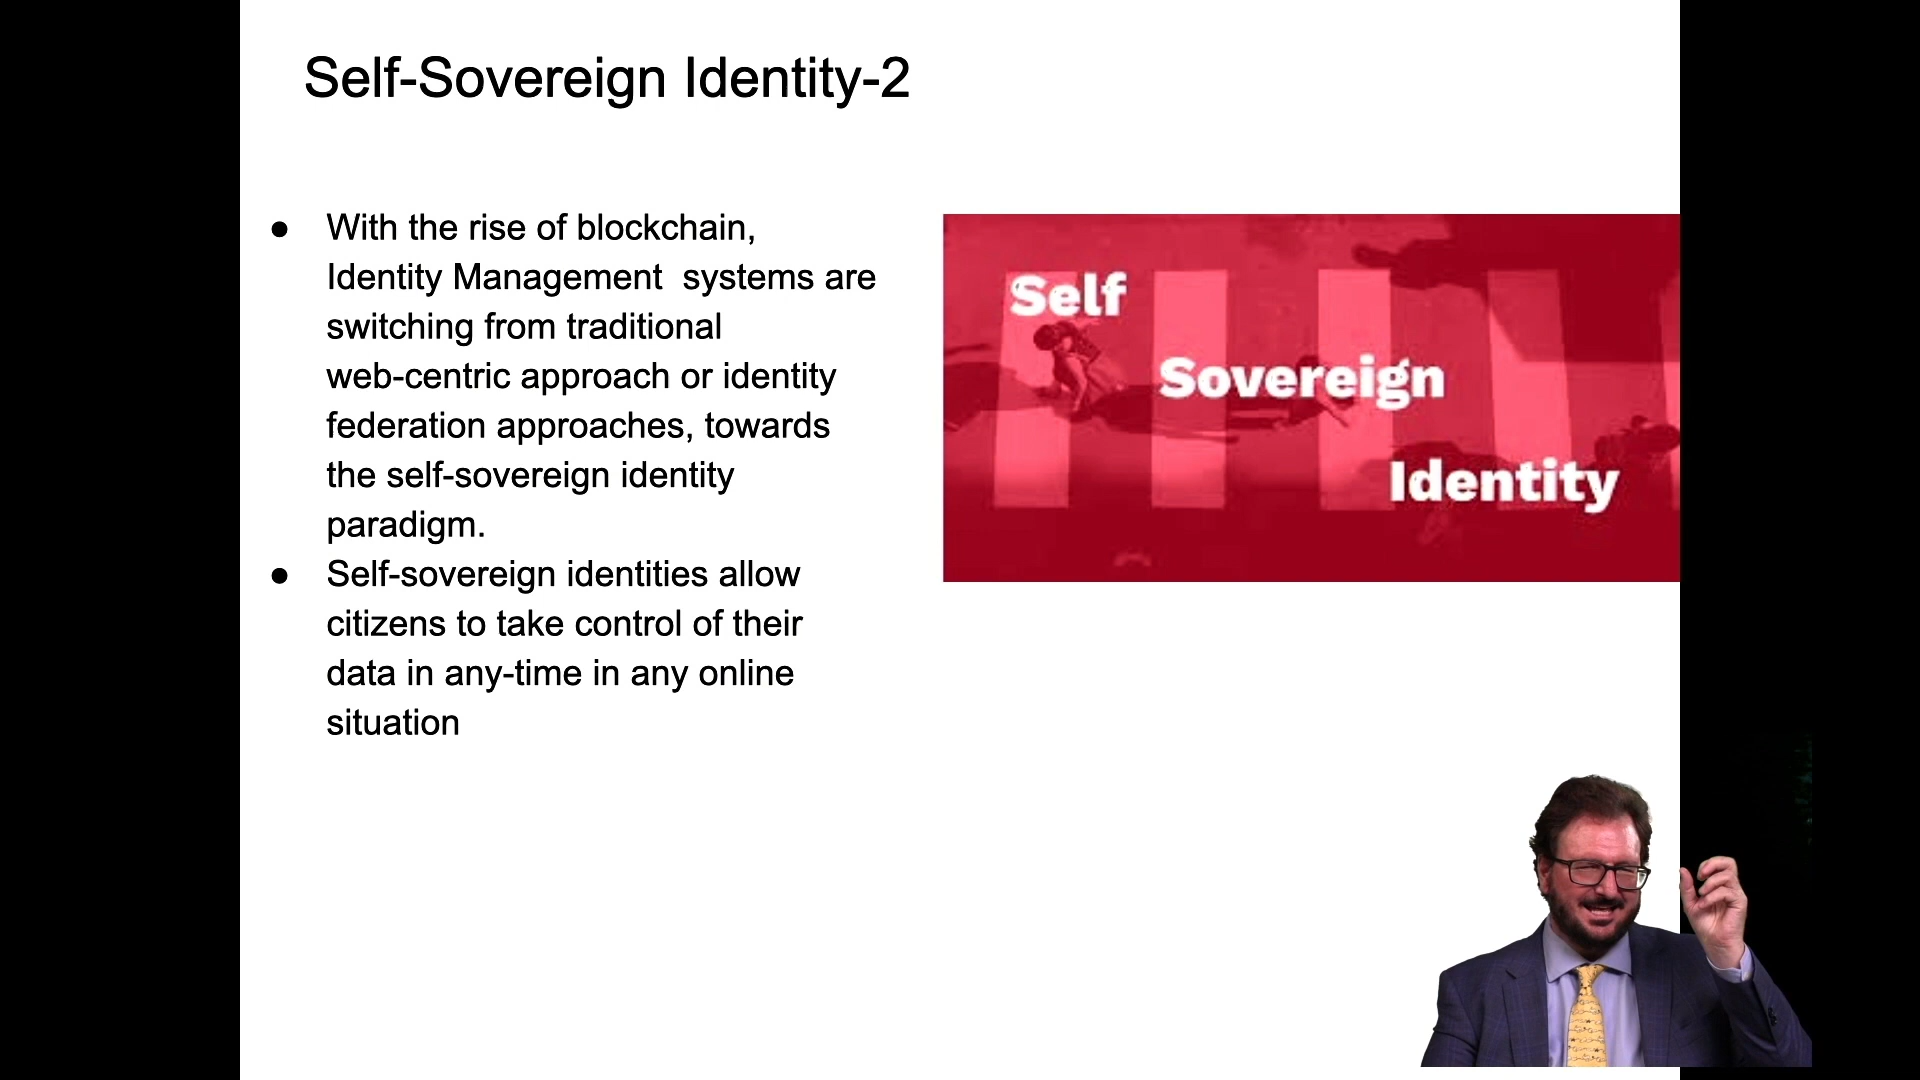 Self-Sovereign Identity-2
● With the rise of blockchain,
Identity Management  systems are
switching from traditional
web-centric approach or identity
federation approaches, towards
the self-sovereign identity
paradigm.
● Self-sovereign identities allow
citizens to take control of their
data in any-time in any online
situation
Self
Sovereign
Identity